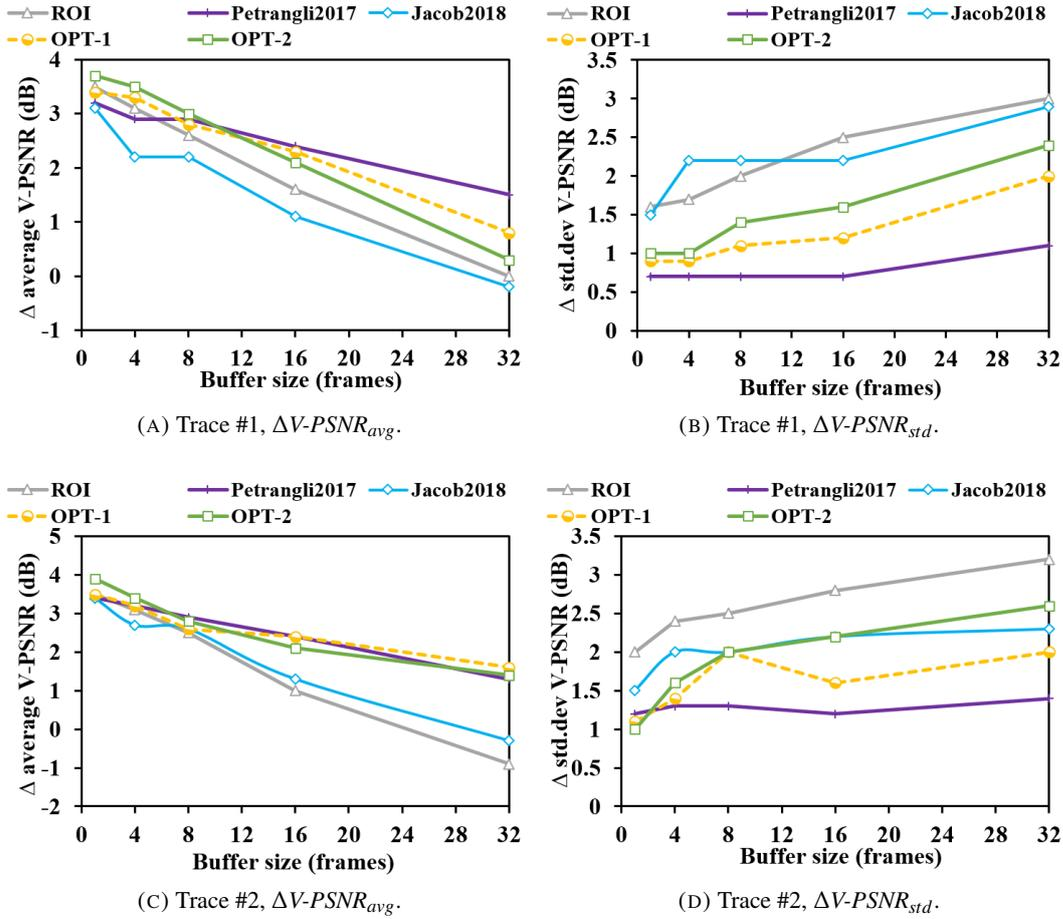 ROI Petrangli2017 Jacob2018
OPT-1 OPT-2
4
3
2
1
0
-1
Δ average V-PSNR (dB)
0 4 8 12 16 20 24 28 32
Buffer size (frames)
(A) Trace #1, ΔV-PSNRavg.
ROI Petrangli2017 Jacob2018
OPT-1 OPT-2
3.5
3
2.5
2
1.5
1
0.5
0
Δ std.dev V-PSNR (dB)
0 4 8 12 16 20 24 28 32
Buffer size (frames)
(B) Trace #1, ΔV-PSNRstd.
ROI Petrangli2017 Jacob2018
OPT-1 OPT-2
5
4
3
2
1
0
-1
-2
Δ average V-PSNR (dB)
0 4 8 12 16 20 24 28 32
Buffer size (frames)
(C) Trace #2, ΔV-PSNRavg.
ROI Petrangli2017 Jacob2018
OPT-1 OPT-2
3.5
3
2.5
2
1.5
1
0.5
0
Δ std.dev V-PSNR (dB)
0 4 8 12 16 20 24 28 32
Buffer size (frames)
(D) Trace #2, ΔV-PSNRstd.